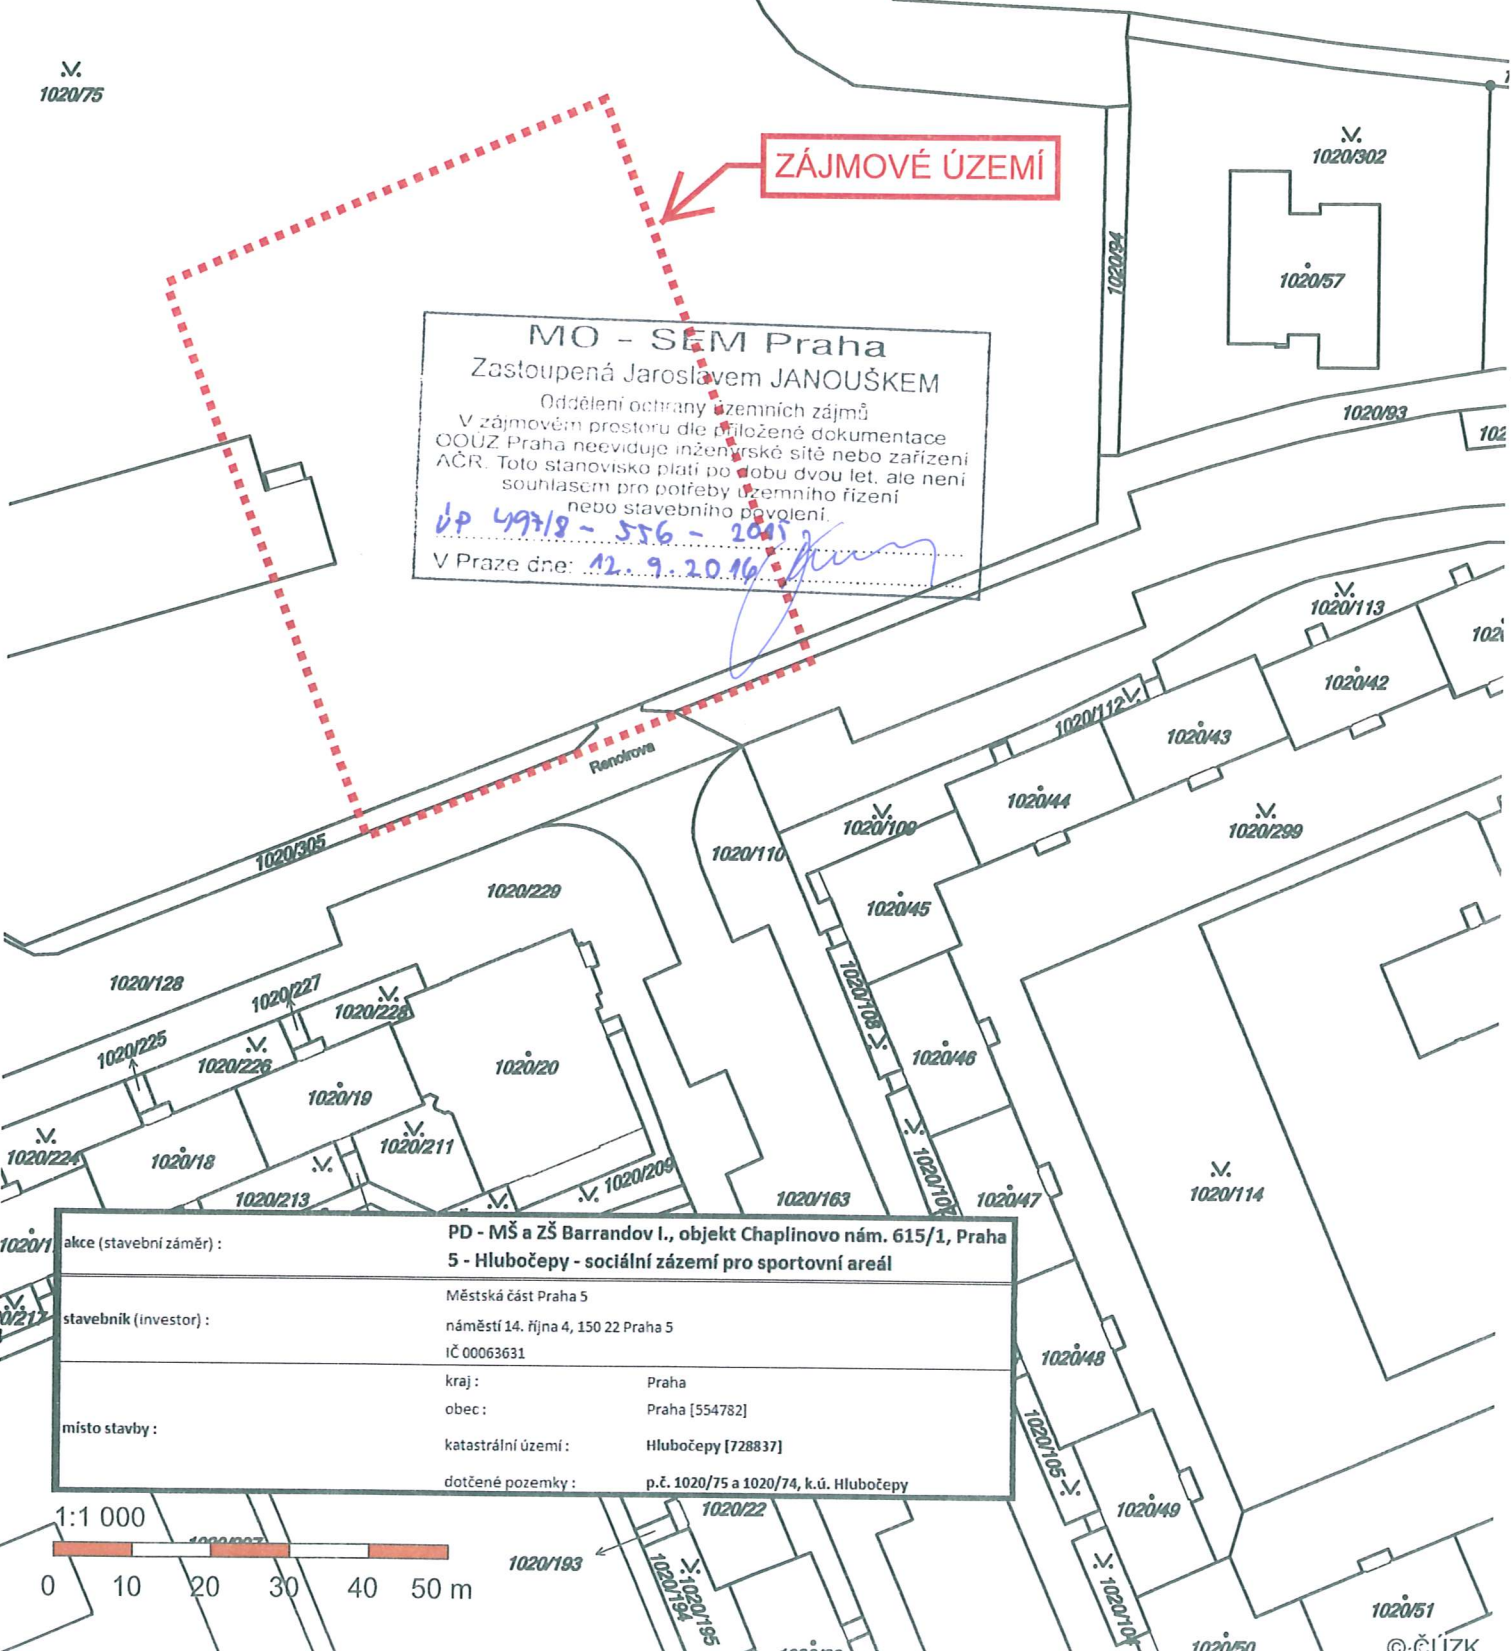 1020/75
ZÁJMOVÉ ÚZEMÍ
1020/302
1020/57
1020/94
1020/93
MO - SEM Praha
Zastoupená Jaroslavem JANOUŠKEM
Oddělení ochrany územních zájmů
V zájmovém prostoru dle přiložené dokumentace
OOÚZ Praha neeviduje inženýrské sítě nebo zařízení
AČR. Toto stanovisko platí po dobu dvou let, ale není
souhlasem pro potřeby územního řízení
nebo stavebního povolení.
V Praze dne: 12. 9. 2016
1020/113
1020/42
1020/112
1020/43
Renoirova
1020/44
1020/109
1020/299
1020/305
1020/110
1020/229
1020/45
1020/128
1020/227
1020/228
1020/108
1020/225
1020/226
1020/46
1020/20
1020/19
1020/211
1020/224
1020/18
1020/209
1020/213
1020/163
1020/47
1020/114
akce (stavební záměr) :
PD - MŠ a ZŠ Barrandov I., objekt Chaplinovo nám. 615/1, Praha
5 - Hlubočepy - sociální zázemí pro sportovní areál
stavebník (investor) :
Městská část Praha 5
náměstí 14. října 4, 150 22 Praha 5
IČ 00063631
místo stavby :
kraj : Praha
obec : Praha [554782]
katastrální území : Hlubočepy [728837]
dotčené pozemky : p.č. 1020/75 a 1020/74, k.ú. Hlubočepy
1020/48
1020/105
1020/49
1020/22
1:1 000
0 10 20 30 40 50 m
1020/193
1020/194
1020/195
1020/51
1020/50
© ČÚZK